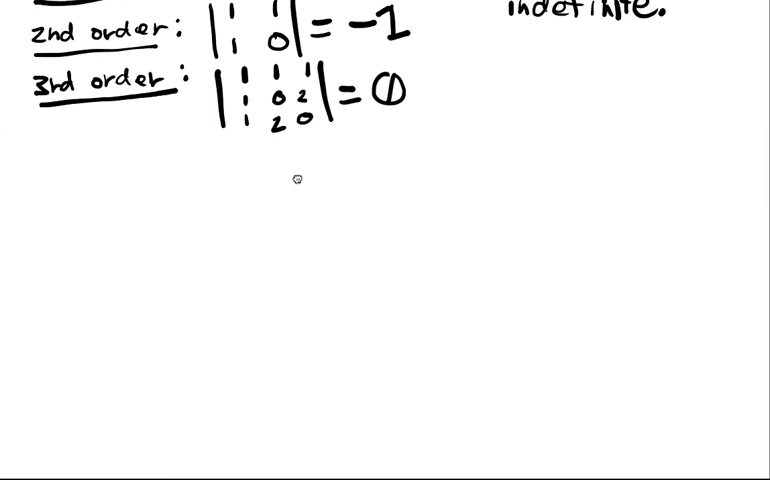 2nd order: | 1 1 | = -1
1 0
indefinite.
3rd order: | 1 1 1 | = 0
1 0 2
1 2 0